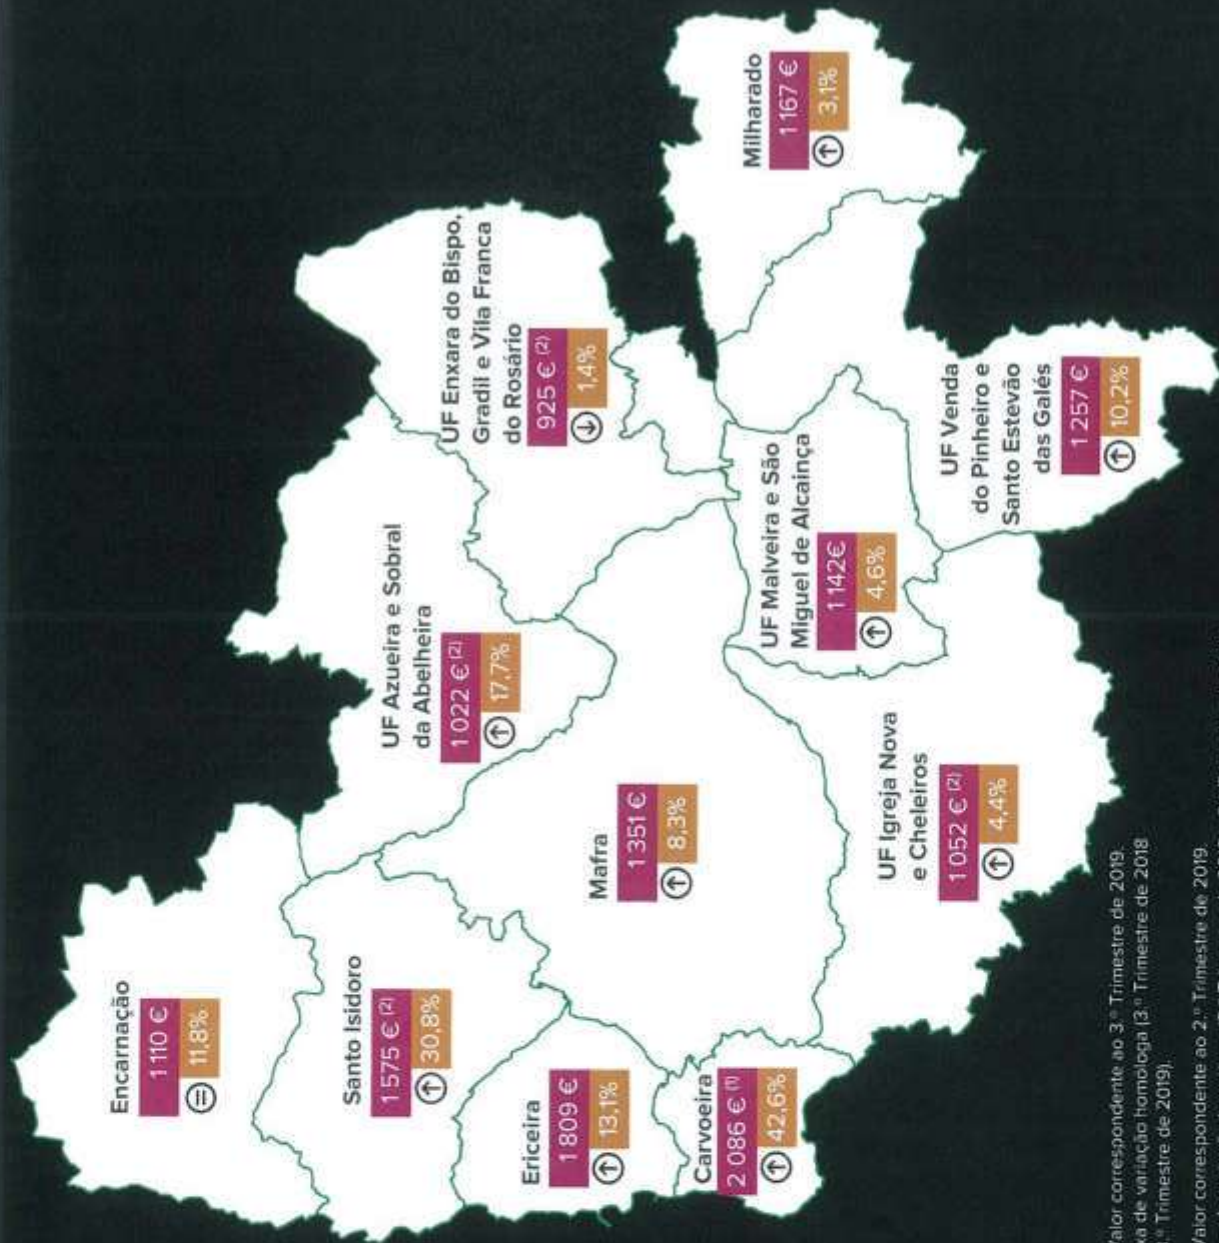 Encarnação
1 110 €
11,8%
Santo Isidoro
1 575 € (2)
30,8%
Ericeira
1 809 €
13,1%
Carvoeira
2 086 € (1)
42,6%
UF Azueira e Sobral
da Abelheira
1 022 € (2)
17,7%
Mafra
1 351 €
8,3%
UF Igreja Nova
e Cheleiros
1 052 € (2)
4,4%
UF Enxara do Bispo,
Gradil e Vila Franca
do Rosário
925 € (2)
1,4%
UF Malveira e São
Miguel de Alcainça
1 142€
4,6%
UF Venda
do Pinheiro e
Santo Estevão
das Galés
1 257 €
10,2%
Milharado
1 167 €
3,1%
Valor correspondente ao 3.º Trimestre de 2019.
xa de variação homóloga (3.º Trimestre de 2018
.º Trimestre de 2019).
Valor correspondente ao 2.º Trimestre de 2019.